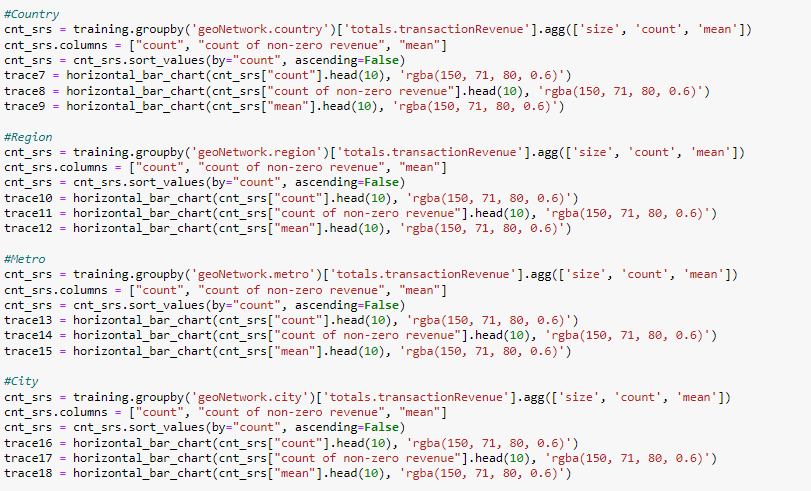 #Country
cnt_srs = training.groupby('geoNetwork.country')['totals.transactionRevenue'].agg(['size', 'count', 'mean'])
cnt_srs.columns = ["count", "count of non-zero revenue", "mean"]
cnt_srs = cnt_srs.sort_values(by="count", ascending=False)
trace7 = horizontal_bar_chart(cnt_srs["count"].head(10), 'rgba(150, 71, 80, 0.6)')
trace8 = horizontal_bar_chart(cnt_srs["count of non-zero revenue"].head(10), 'rgba(150, 71, 80, 0.6)')
trace9 = horizontal_bar_chart(cnt_srs["mean"].head(10), 'rgba(150, 71, 80, 0.6)')

#Region
cnt_srs = training.groupby('geoNetwork.region')['totals.transactionRevenue'].agg(['size', 'count', 'mean'])
cnt_srs.columns = ["count", "count of non-zero revenue", "mean"]
cnt_srs = cnt_srs.sort_values(by="count", ascending=False)
trace10 = horizontal_bar_chart(cnt_srs["count"].head(10), 'rgba(150, 71, 80, 0.6)')
trace11 = horizontal_bar_chart(cnt_srs["count of non-zero revenue"].head(10), 'rgba(150, 71, 80, 0.6)')
trace12 = horizontal_bar_chart(cnt_srs["mean"].head(10), 'rgba(150, 71, 80, 0.6)')

#Metro
cnt_srs = training.groupby('geoNetwork.metro')['totals.transactionRevenue'].agg(['size', 'count', 'mean'])
cnt_srs.columns = ["count", "count of non-zero revenue", "mean"]
cnt_srs = cnt_srs.sort_values(by="count", ascending=False)
trace13 = horizontal_bar_chart(cnt_srs["count"].head(10), 'rgba(150, 71, 80, 0.6)')
trace14 = horizontal_bar_chart(cnt_srs["count of non-zero revenue"].head(10), 'rgba(150, 71, 80, 0.6)')
trace15 = horizontal_bar_chart(cnt_srs["mean"].head(10), 'rgba(150, 71, 80, 0.6)')

#City
cnt_srs = training.groupby('geoNetwork.city')['totals.transactionRevenue'].agg(['size', 'count', 'mean'])
cnt_srs.columns = ["count", "count of non-zero revenue", "mean"]
cnt_srs = cnt_srs.sort_values(by="count", ascending=False)
trace16 = horizontal_bar_chart(cnt_srs["count"].head(10), 'rgba(150, 71, 80, 0.6)')
trace17 = horizontal_bar_chart(cnt_srs["count of non-zero revenue"].head(10), 'rgba(150, 71, 80, 0.6)')
trace18 = horizontal_bar_chart(cnt_srs["mean"].head(10), 'rgba(150, 71, 80, 0.6)')